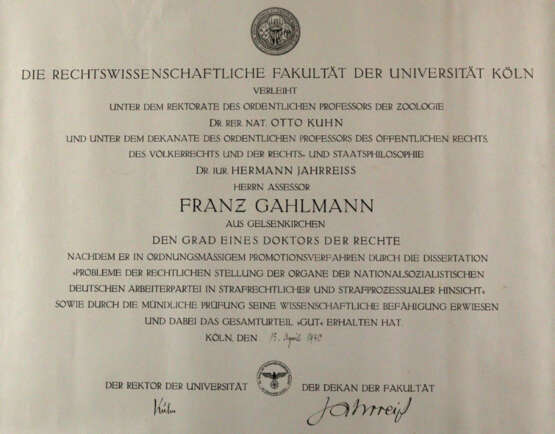 DIE RECHTSWISSENSCHAFTLICHE FAKULTÄT DER UNIVERSITÄT KÖLN
VERLEIHT
UNTER DEM REKTORATE DES ORDENTLICHEN PROFESSORS DER ZOOLOGIE
DR RER. NAT. OTTO KUHN
UND UNTER DEM DEKANATE DES ORDENTLICHEN PROFESSORS DES ÖFFENTLICHEN RECHTS,
DES VÖLKERRECHTS UND DER RECHTS- UND STAATSPHILOSOPHIE
DR IUR. HERMANN JAHRREISS
HERRN ASSESSOR
FRANZ GAHLMANN
AUS GELSENKIRCHEN
DEN GRAD EINES DOKTORS DER RECHTE
NACHDEM ER IN ORDNUNGSMÄSSIGEM PROMOTIONSVERFAHREN DURCH DIE DISSERTATION
»PROBLEME DER RECHTLICHEN STELLUNG DER ORGANE DER NATIONALSOZIALISTISCHEN
DEUTSCHEN ARBEITERPARTEI IN STRAFRECHTLICHER UND STRAFPROZESSUALER HINSICHT«
SOWIE DURCH DIE MÜNDLICHE PRÜFUNG SEINE WISSENSCHAFTLICHE BEFÄHIGUNG ERWIESEN
UND DABEI DAS GESAMTURTEIL »GUT« ERHALTEN HAT.
KÖLN, DEN April
DER REKTOR DER UNIVERSITÄT DER DEKAN DER FAKULTÄT
Kuhn Jahrreiß